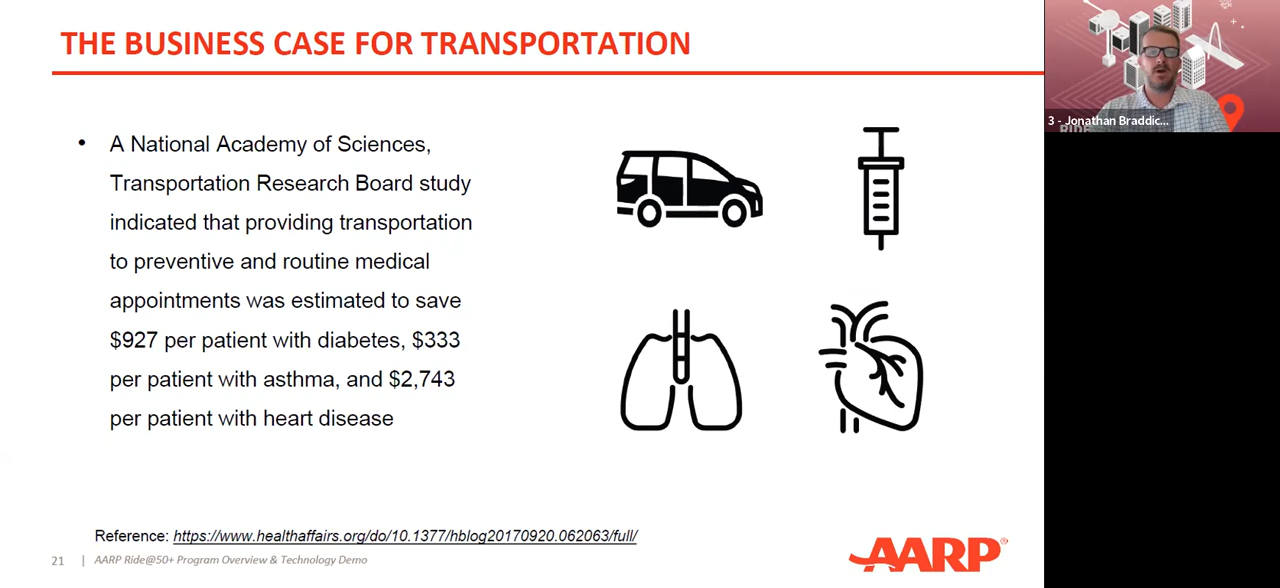 THE BUSINESS CASE FOR TRANSPORTATION
3 - Jonathan Braddic...
• A National Academy of Sciences,
Transportation Research Board study
indicated that providing transportation
to preventive and routine medical
appointments was estimated to save
$927 per patient with diabetes, $333
per patient with asthma, and $2,743
per patient with heart disease
Reference: https://www.healthaffairs.org/do/10.1377/hblog20170920.062063/full/
21 | AARP Ride@50+ Program Overview & Technology Demo
AARP®